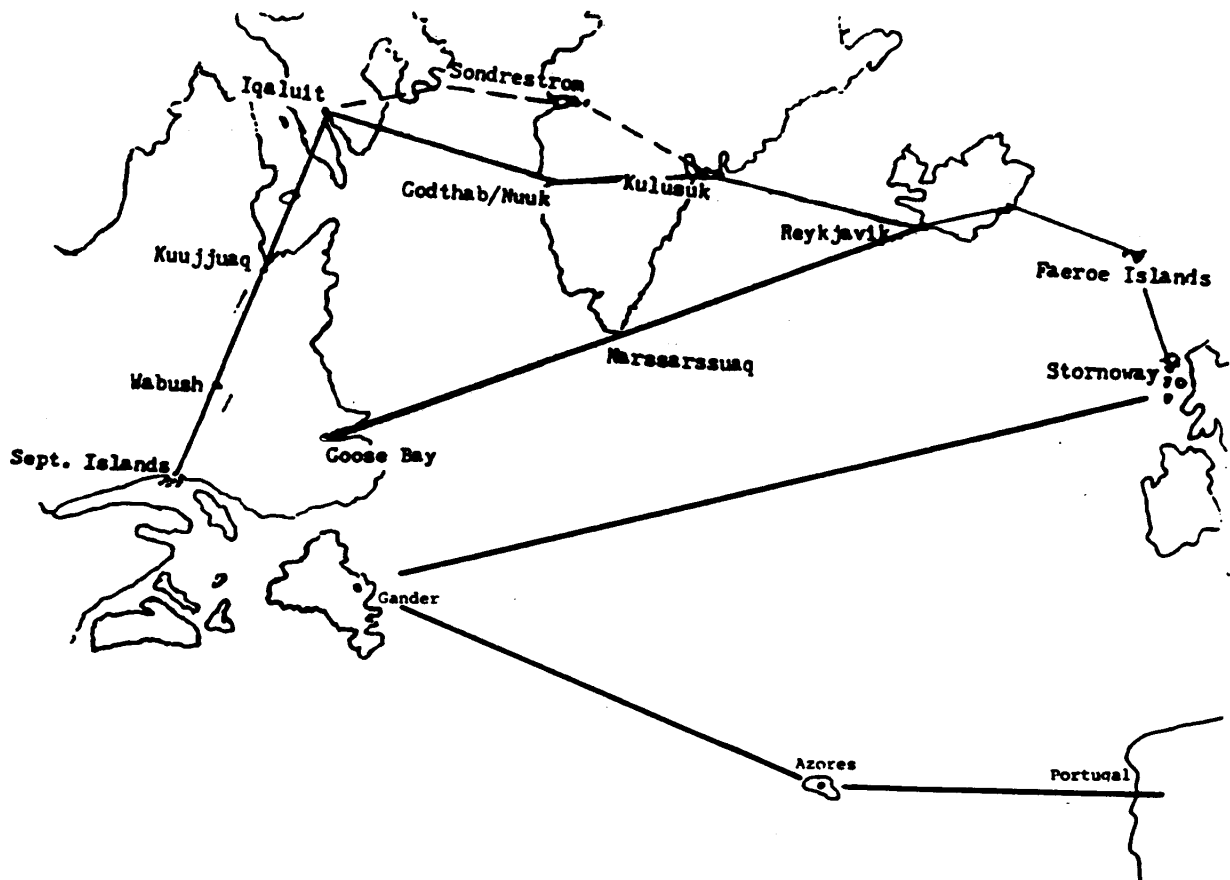 Sondrestrom
Iqaluit
Godthab/Nuuk
Kulusuk
Reykjavik
Kuujjuaq
Faeroe Islands
Narssarssuaq
Stornoway
Wabush
Goose Bay
Sept. Islands
Gander
Azores
Portugal